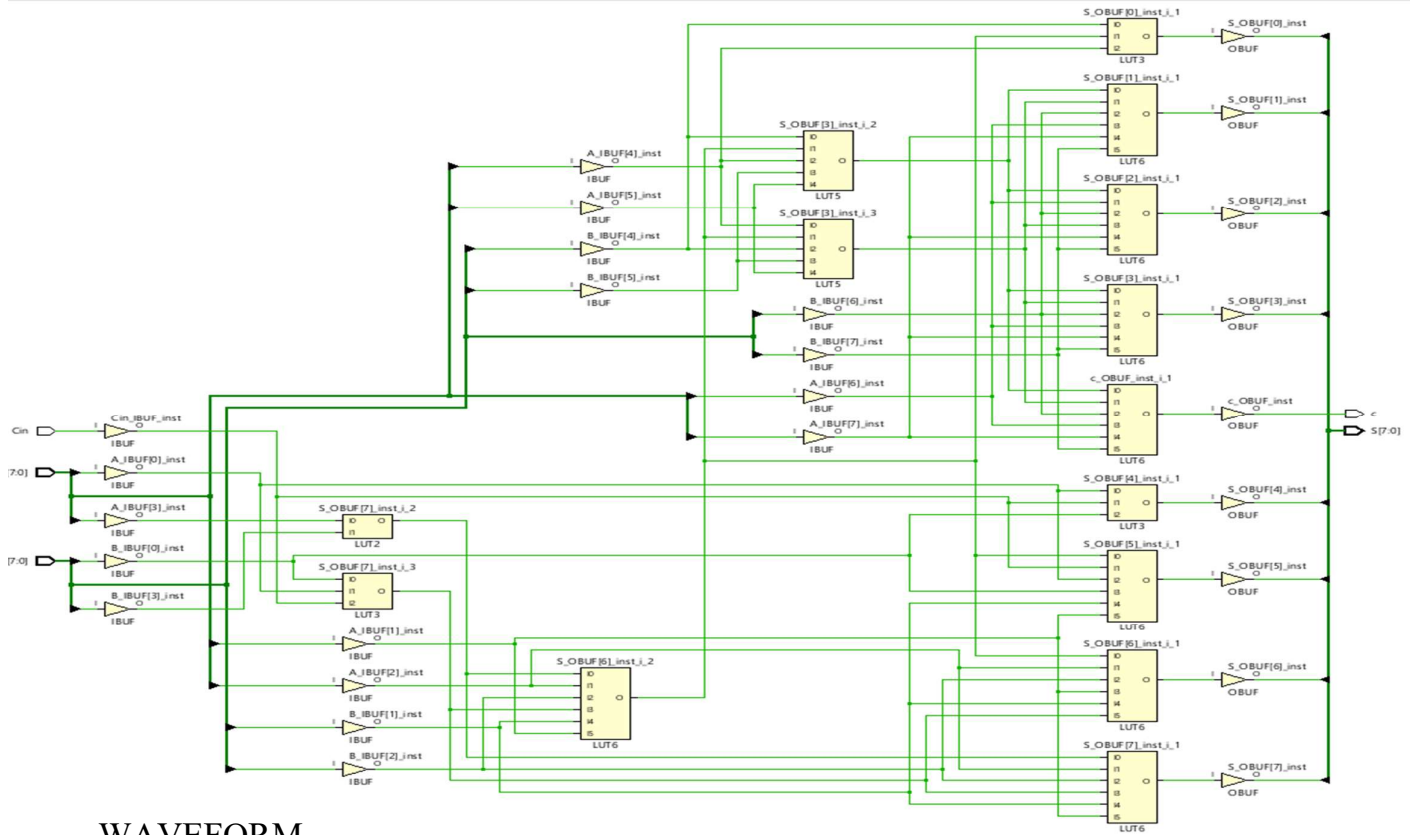 S_OBUF[0]_inst_i_1
I0
I1
I2
O
LUT3
S_OBUF[0]_inst
I
O
OBUF
S_OBUF[1]_inst_i_1
I0
I1
I2
I3
I4
I5
O
LUT6
S_OBUF[1]_inst
I
O
OBUF
S_OBUF[3]_inst_i_2
I0
I1
I2
I3
I4
O
LUT5
A_IBUF[4]_inst
I
O
IBUF
A_IBUF[5]_inst
I
O
IBUF
S_OBUF[2]_inst_i_1
I0
I1
I2
I3
I4
I5
O
LUT6
S_OBUF[2]_inst
I
O
OBUF
S_OBUF[3]_inst_i_3
I0
I1
I2
I3
I4
O
LUT5
B_IBUF[4]_inst
I
O
IBUF
B_IBUF[5]_inst
I
O
IBUF
S_OBUF[3]_inst_i_1
I0
I1
I2
I3
I4
I5
O
LUT6
S_OBUF[3]_inst
I
O
OBUF
B_IBUF[6]_inst
I
O
IBUF
B_IBUF[7]_inst
I
O
IBUF
A_IBUF[6]_inst
I
O
IBUF
A_IBUF[7]_inst
I
O
IBUF
c_OBUF_inst_i_1
I0
I1
I2
I3
I4
I5
O
LUT6
c_OBUF_inst
I
O
OBUF
c
S[7:0]
Cin
Cin_IBUF_inst
I
O
IBUF
7:0]
A_IBUF[0]_inst
I
O
IBUF
A_IBUF[3]_inst
I
O
IBUF
7:0]
B_IBUF[0]_inst
I
O
IBUF
B_IBUF[3]_inst
I
O
IBUF
S_OBUF[7]_inst_i_2
I0
I1
O
LUT2
S_OBUF[7]_inst_i_3
I0
I1
I2
O
LUT3
S_OBUF[4]_inst_i_1
I0
I1
I2
O
LUT3
S_OBUF[4]_inst
I
O
OBUF
S_OBUF[5]_inst_i_1
I0
I1
I2
I3
I4
I5
O
LUT6
S_OBUF[5]_inst
I
O
OBUF
A_IBUF[1]_inst
I
O
IBUF
A_IBUF[2]_inst
I
O
IBUF
B_IBUF[1]_inst
I
O
IBUF
B_IBUF[2]_inst
I
O
IBUF
S_OBUF[6]_inst_i_2
I0
I1
I2
I3
I4
I5
O
LUT6
S_OBUF[6]_inst_i_1
I0
I1
I2
I3
I4
I5
O
LUT6
S_OBUF[6]_inst
I
O
OBUF
S_OBUF[7]_inst_i_1
I0
I1
I2
I3
I4
I5
O
LUT6
S_OBUF[7]_inst
I
O
OBUF
WAVEFORM